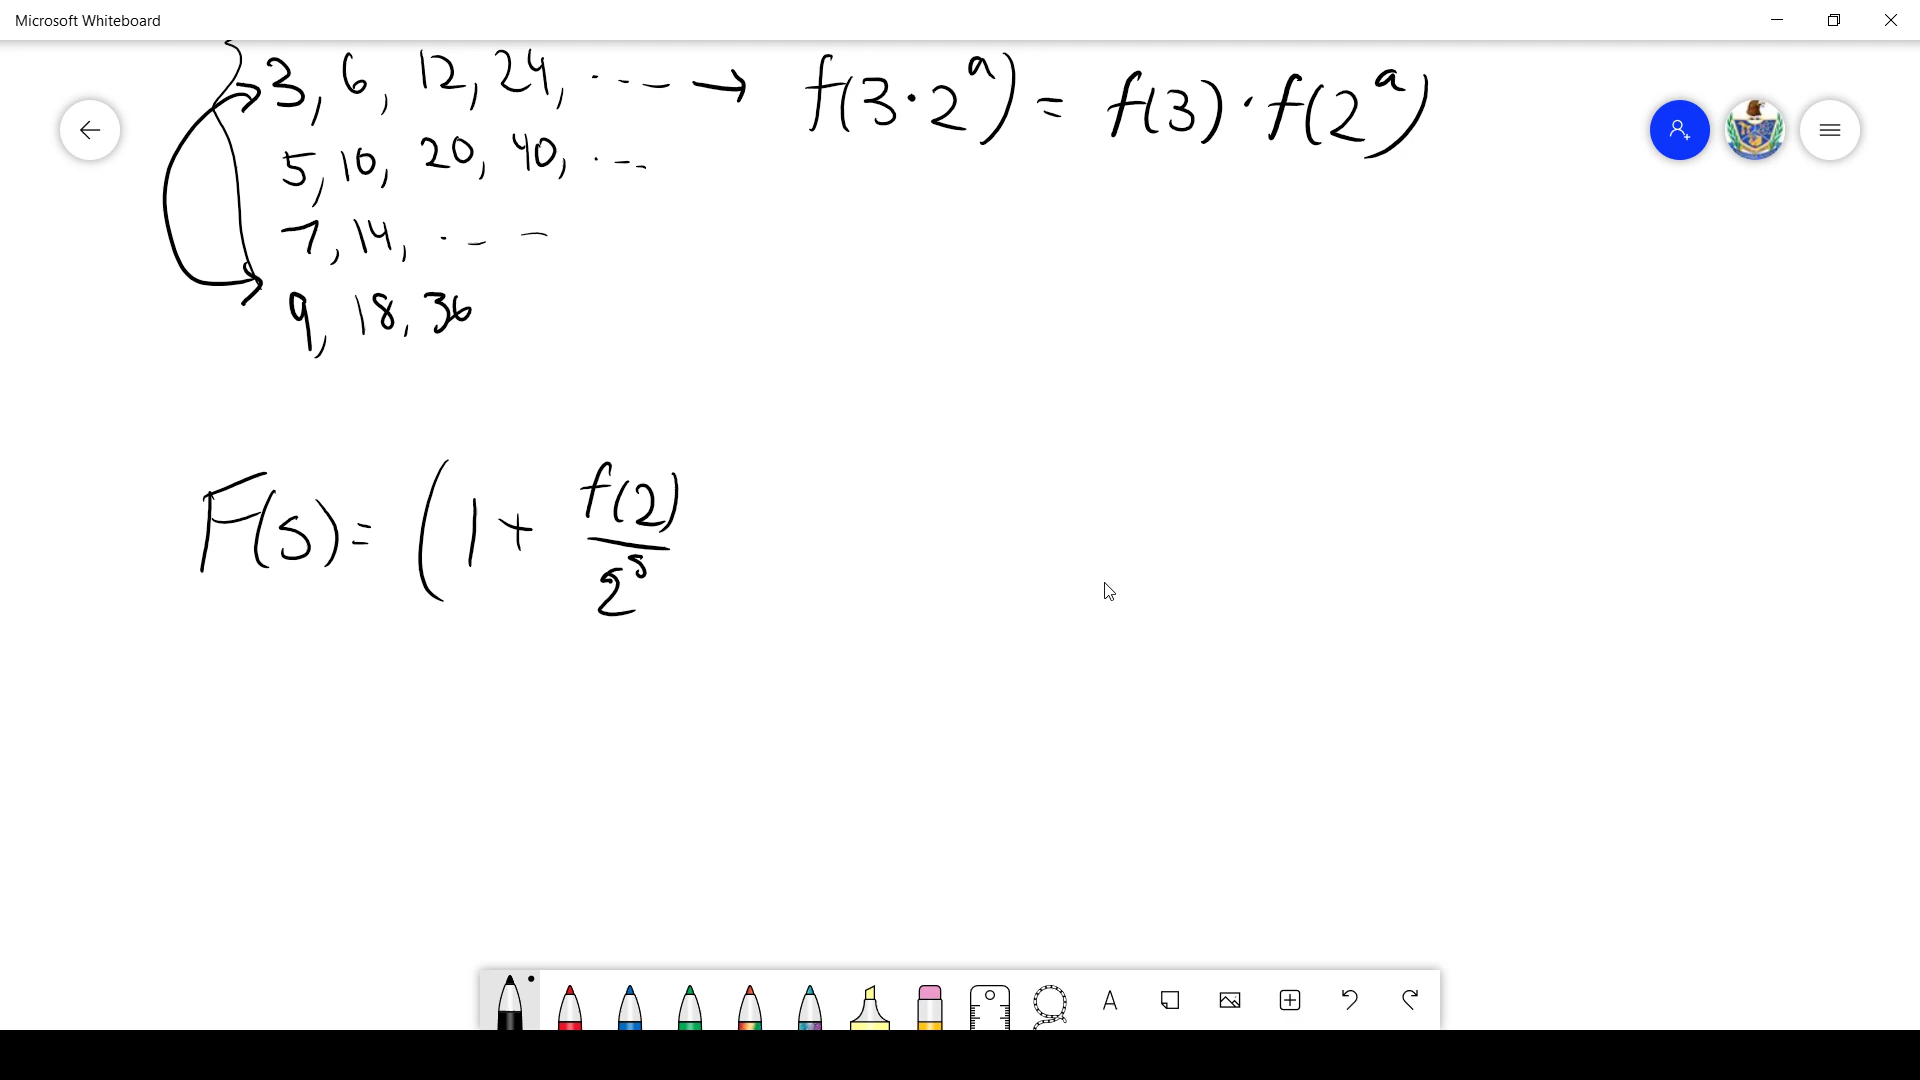 Microsoft Whiteboard
3, 6, 12, 24, ... → f(3·2^a) = f(3) · f(2^a)
5, 10, 20, 40, ...
7, 14, ...
9, 18, 36
F(s) = (1 + f(2)/2^s